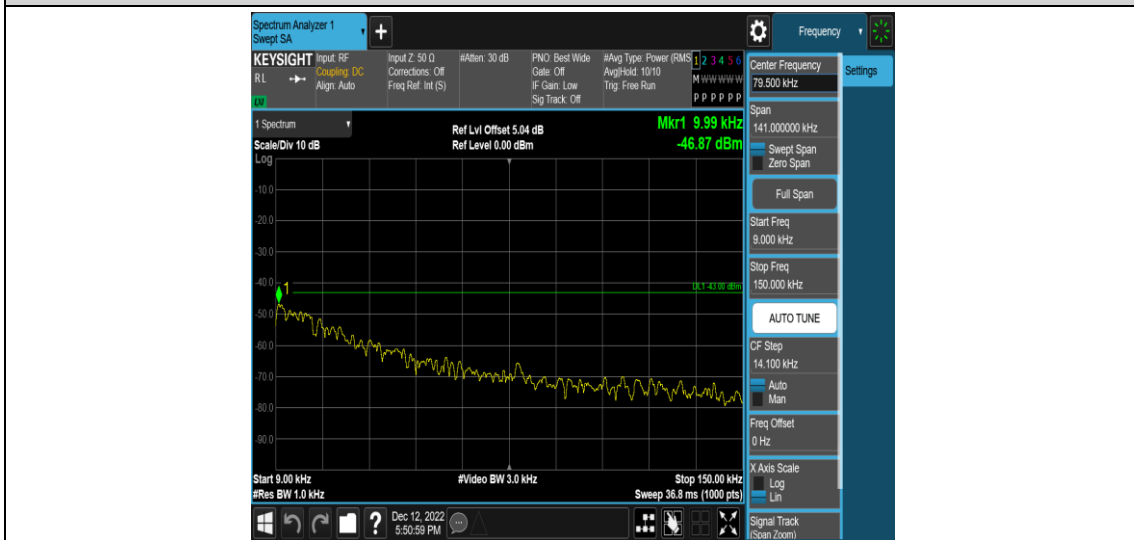 Spectrum Analyzer 1
Swept SA
+
Frequency
KEYSIGHT
RL
LXI
Input: RF
Coupling: DC
Align: Auto
Input Z: 50 Ω
Corrections: Off
Freq Ref: Int (S)
#Atten: 30 dB
PNO: Best Wide
Gate: Off
IF Gain: Low
Sig Track: Off
#Avg Type: Power (RMS
Avg|Hold: 10/10
Trig: Free Run
1 2 3 4 5 6
M W W W W W
P P P P P P
1 Spectrum
Scale/Div 10 dB
Ref Lvl Offset 5.04 dB
Ref Level 0.00 dBm
Mkr1 9.99 kHz
-46.87 dBm
Log
-10.0
-20.0
-30.0
-40.0
-50.0
-60.0
-70.0
-80.0
-90.0
1
DL1 -43.00 dBm
Start 9.00 kHz
#Res BW 1.0 kHz
#Video BW 3.0 kHz
Stop 150.00 kHz
Sweep 36.8 ms (1000 pts)
Center Frequency
79.500 kHz
Settings
Span
141.000000 kHz
Swept Span
Zero Span
Full Span
Start Freq
9.000 kHz
Stop Freq
150.000 kHz
AUTO TUNE
CF Step
14.100 kHz
Auto
Man
Freq Offset
0 Hz
X Axis Scale
Log
Lin
Signal Track
(Span Zoom)
?
Dec 12, 2022
5:50:59 PM